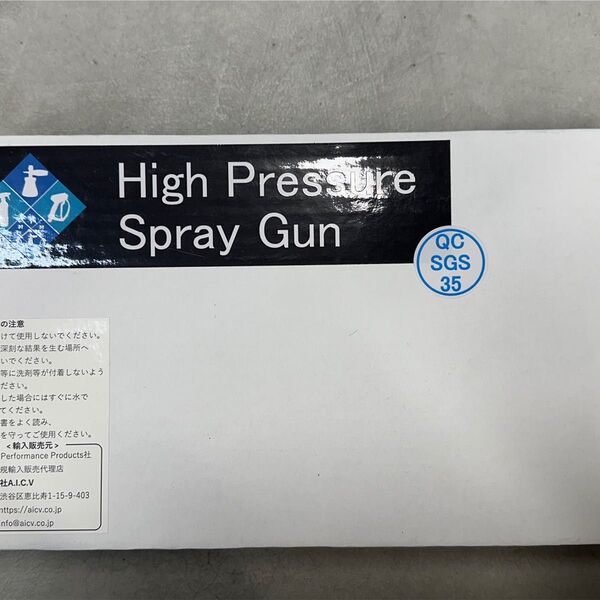 High Pressure
Spray Gun
QC
SGS
35
の注意
けて使用しないでください。
深刻な結果を生む場所へ
いでください。
等に洗剤等が付着しないよう
ださい。
した場合にはすぐに水で
てください。
書をよく読み、
を守ってご使用ください。
<輸入販売元>
Performance Products社
規輸入販売代理店
社A.I.C.V
渋谷区恵比寿1-15-9-403
https://aicv.co.jp
nfo@aicv.co.jp